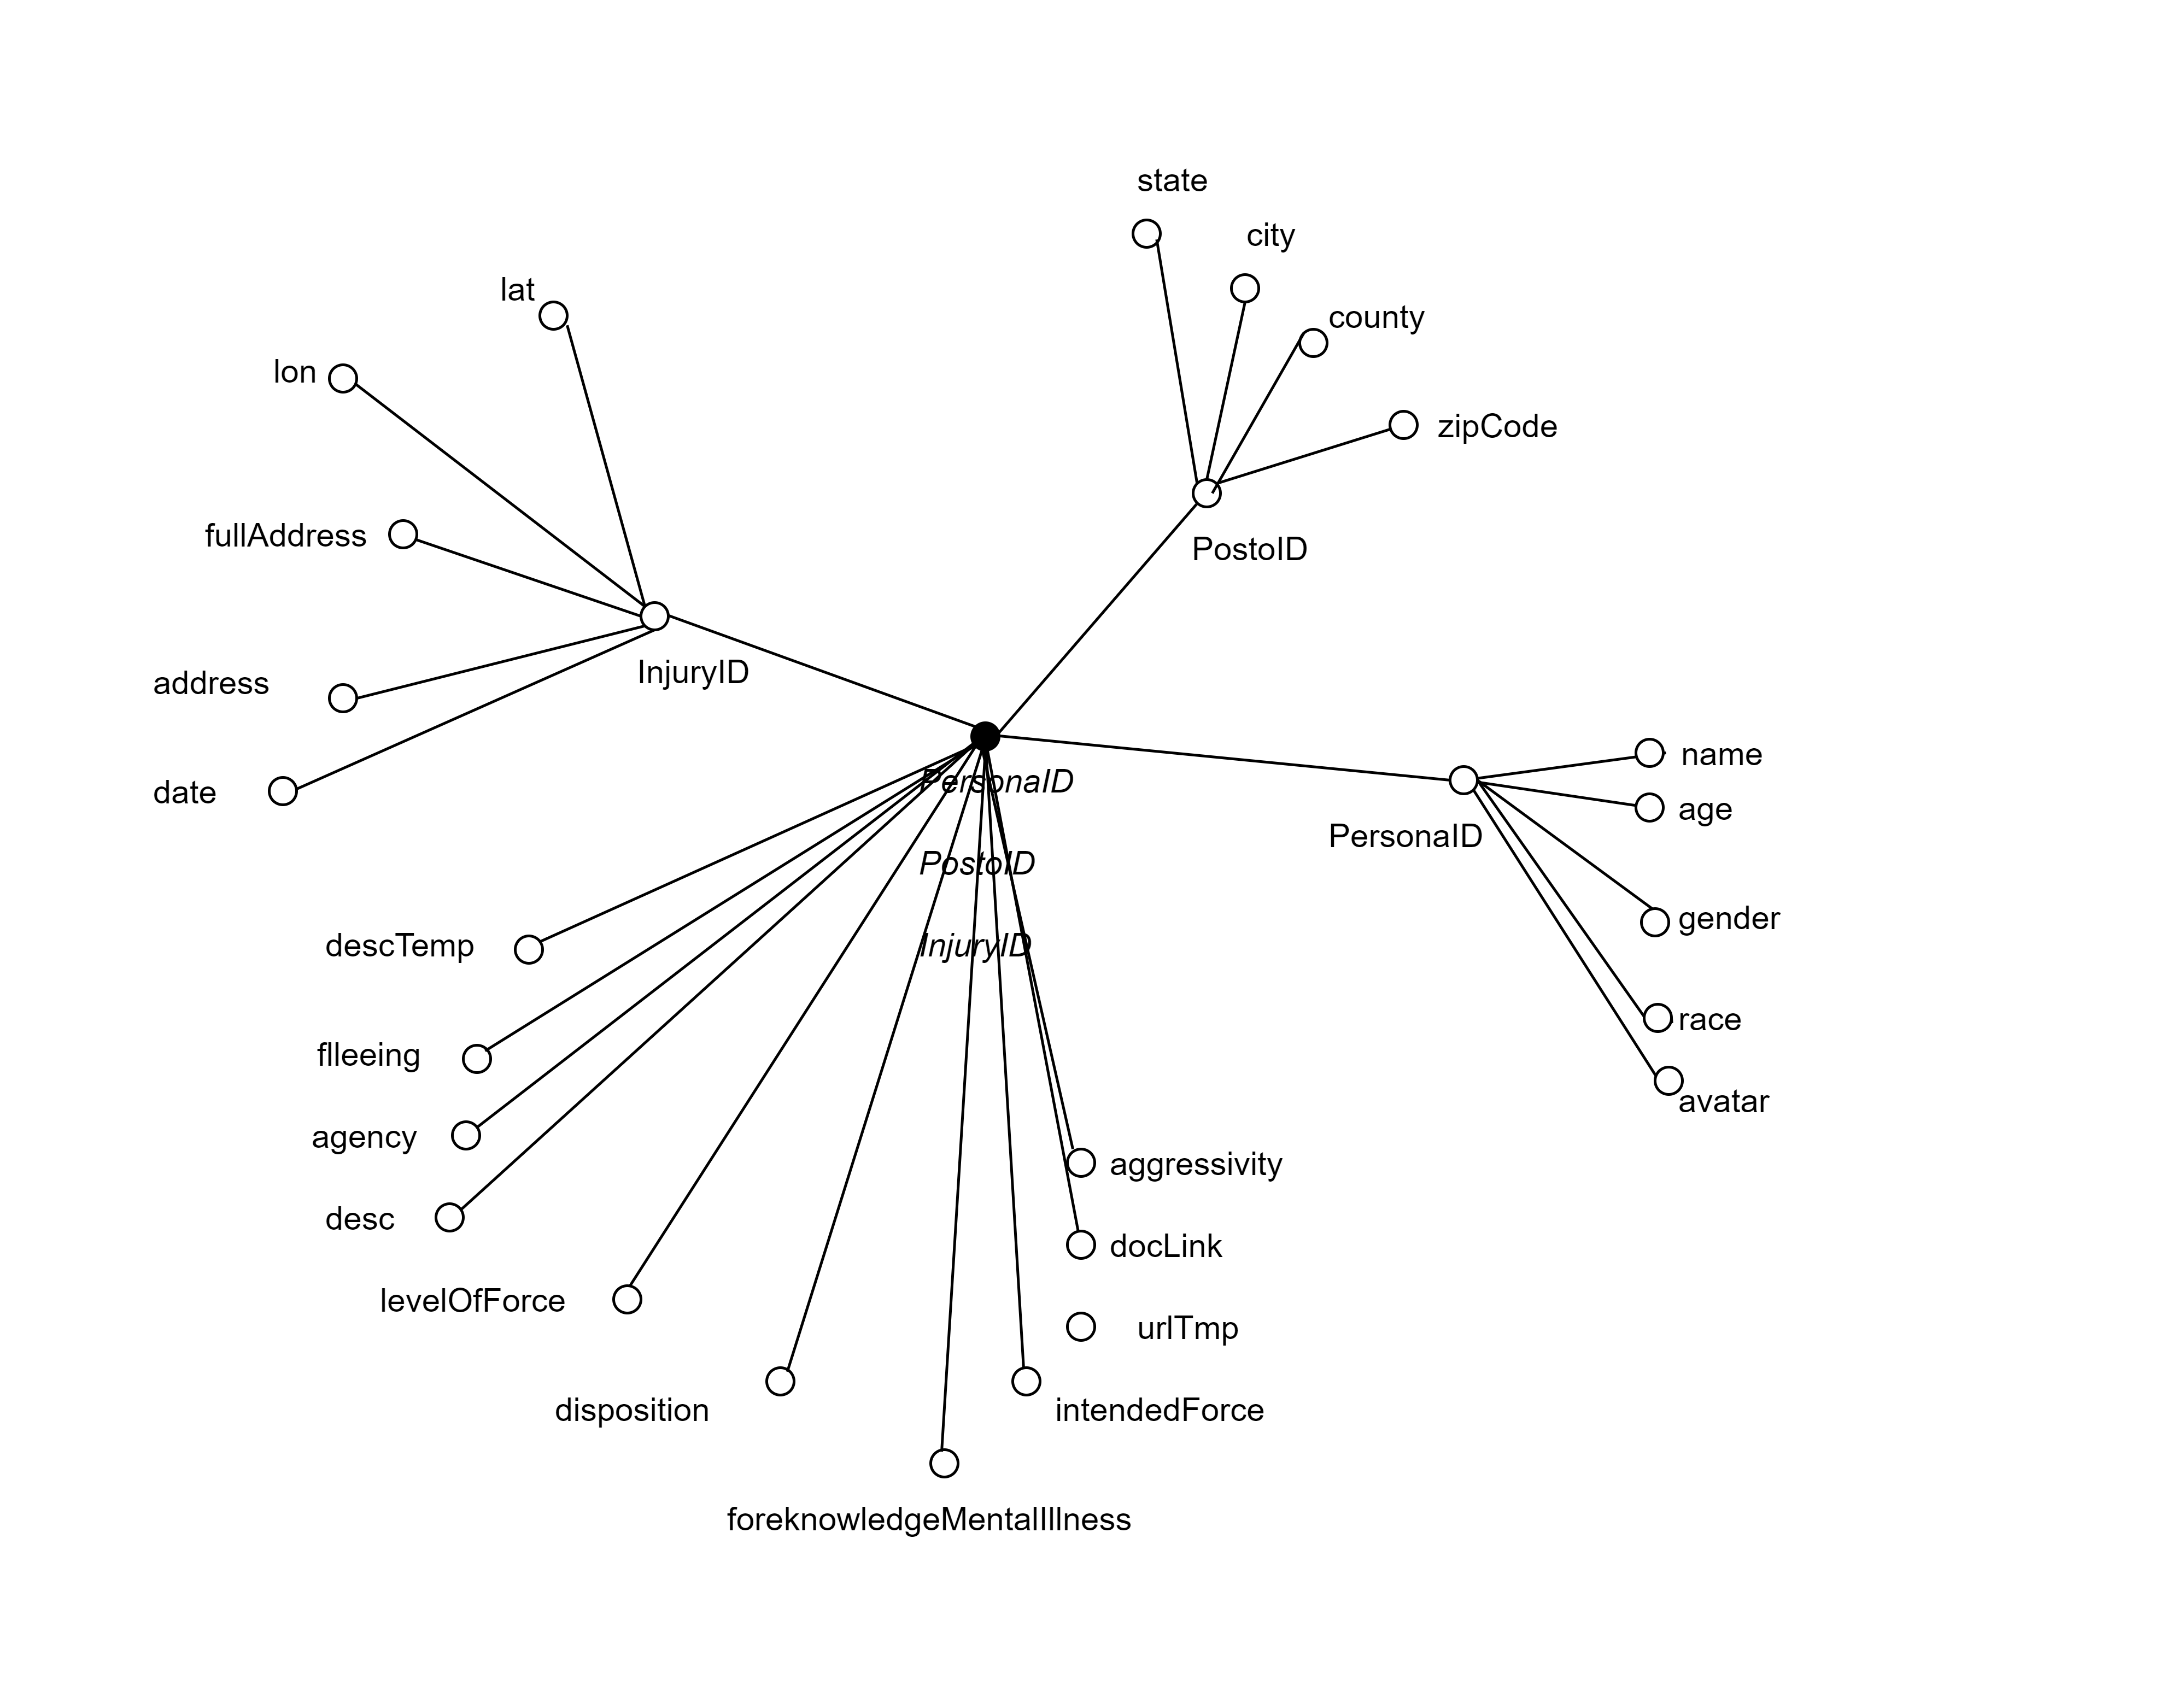 state
city
lat
county
lon
zipCode
fullAddress
PostoID
InjuryID
address
name
PersonaID
date
age
PersonaID
PostoID
gender
descTemp
InjuryID
race
flleeing
avatar
agency
aggressivity
desc
docLink
levelOfForce
urlTmp
disposition
intendedForce
foreknowledgeMentalIllness